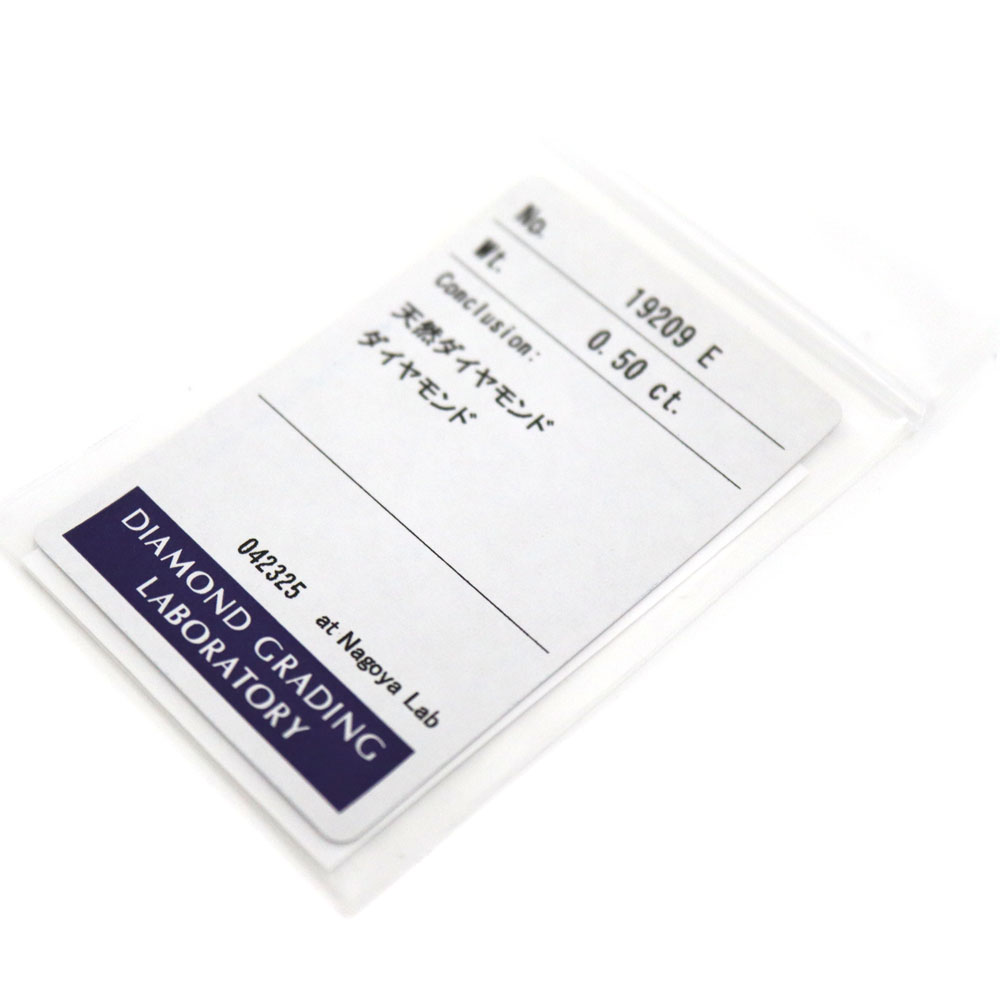 No. 19209 E
Wt. 0.50 ct.
Conclusion:
天然ダイヤモンド
ダイヤモンド
042325 at Nagoya Lab
DIAMOND GRADING
LABORATORY